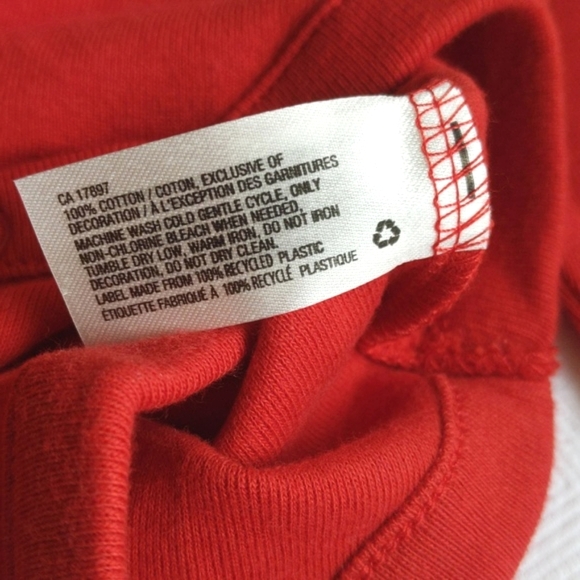 CA 17897
100% COTTON / COTON, EXCLUSIVE OF
DECORATION / À L'EXCEPTION DES GARNITURES
MACHINE WASH COLD GENTLE CYCLE, ONLY
NON-CHLORINE BLEACH WHEN NEEDED,
TUMBLE DRY LOW, WARM IRON, DO NOT IRON
DECORATION, DO NOT DRY CLEAN.
LABEL MADE FROM 100% RECYCLED PLASTIC
ÉTIQUETTE FABRIQUÉ À 100% RECYCLÉ PLASTIQUE